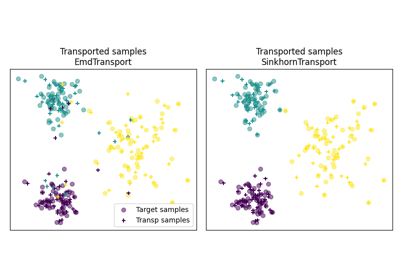 Transported samples
EmdTransport
Transported samples
SinkhornTransport
Target samples
Transp samples